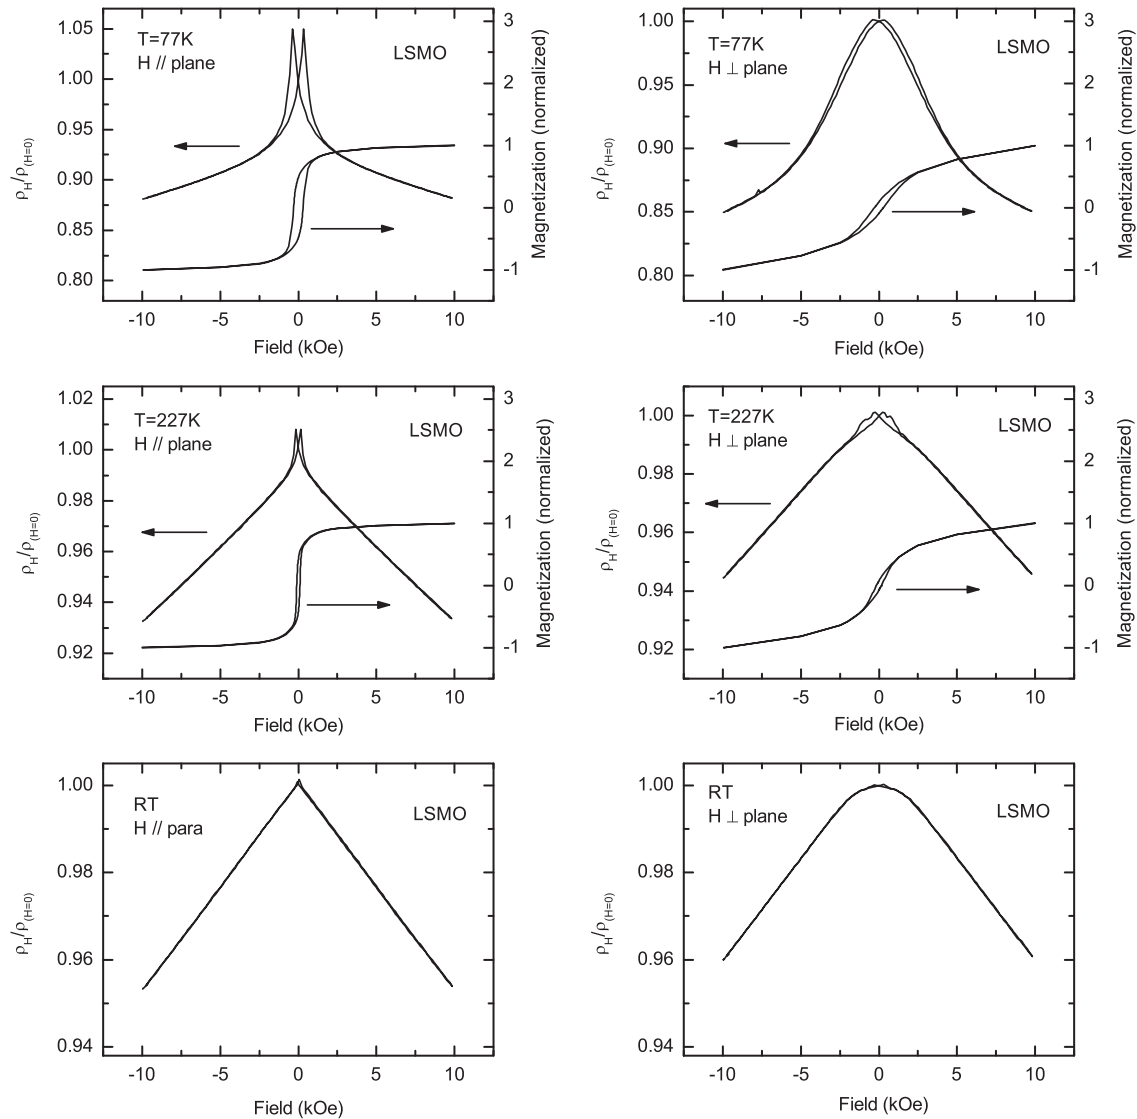 T=77K
H // plane
LSMO
1.05
1.00
0.95
0.90
0.85
0.80
3
2
1
0
-1
-10 -5 0 5 10
ρH/ρ(H=0)
Magnetization (normalized)
Field (kOe)
T=77K
H ⊥ plane
LSMO
1.00
0.95
0.90
0.85
0.80
3
2
1
0
-1
-10 -5 0 5 10
ρH/ρ(H=0)
Magnetization (normalized)
Field (kOe)
T=227K
H // plane
LSMO
1.02
1.00
0.98
0.96
0.94
0.92
3
2
1
0
-1
-10 -5 0 5 10
ρH/ρ(H=0)
Magnetization (normalized)
Field (kOe)
T=227K
H ⊥ plane
LSMO
1.00
0.98
0.96
0.94
0.92
3
2
1
0
-1
-10 -5 0 5 10
ρH/ρ(H=0)
Magnetization (normalized)
Field (kOe)
RT
H // para
LSMO
1.00
0.98
0.96
0.94
-10 -5 0 5 10
ρH/ρ(H=0)
Field (kOe)
RT
H ⊥ plane
LSMO
1.00
0.98
0.96
0.94
-10 -5 0 5 10
ρH/ρ(H=0)
Field (kOe)